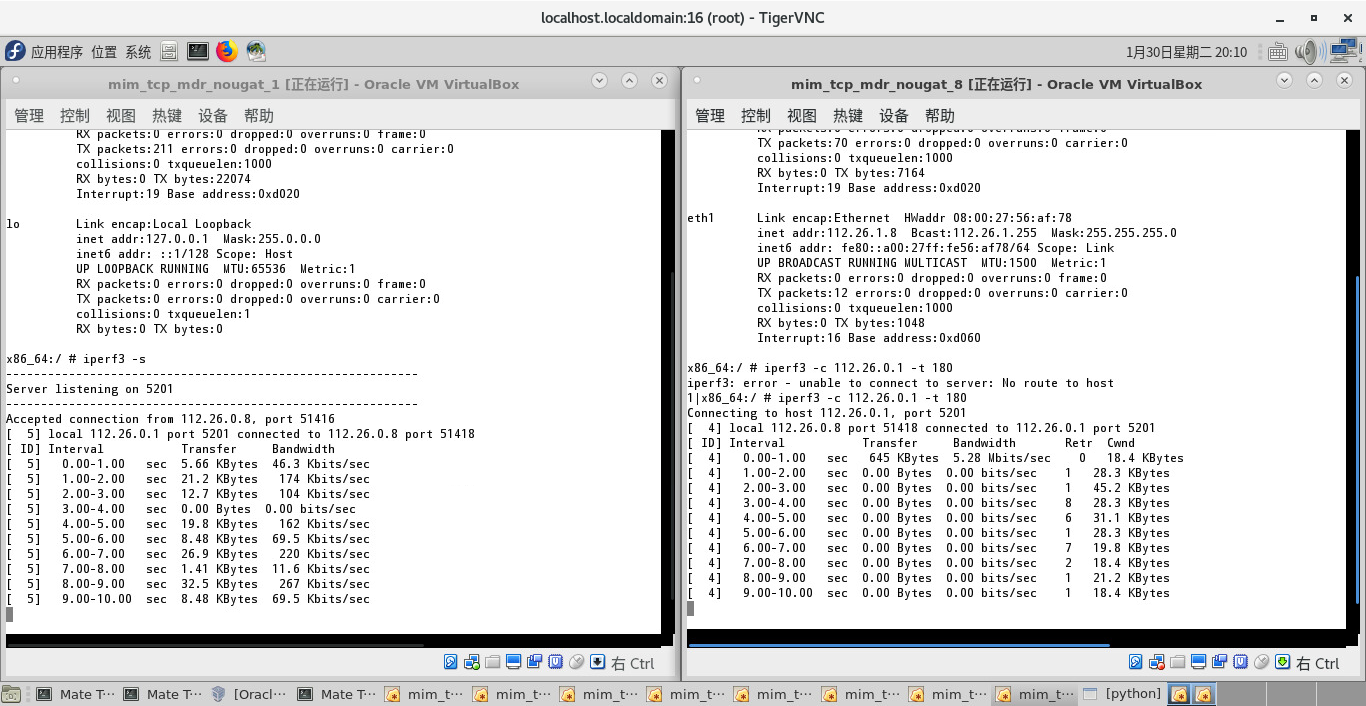 localhost.localdomain:16 (root) - TigerVNC
应用程序 位置 系统
1月30日星期二 20:10
mim_tcp_mdr_nougat_1 [正在运行] - Oracle VM VirtualBox
管理 控制 视图 热键 设备 帮助
RX packets:0 errors:0 dropped:0 overruns:0 frame:0
TX packets:211 errors:0 dropped:0 overruns:0 carrier:0
collisions:0 txqueuelen:1000
RX bytes:0 TX bytes:22074
Interrupt:19 Base address:0xd020
lo Link encap:Local Loopback
inet addr:127.0.0.1 Mask:255.0.0.0
inet6 addr: ::1/128 Scope: Host
UP LOOPBACK RUNNING MTU:65536 Metric:1
RX packets:0 errors:0 dropped:0 overruns:0 frame:0
TX packets:0 errors:0 dropped:0 overruns:0 carrier:0
collisions:0 txqueuelen:1
RX bytes:0 TX bytes:0
x86_64:/ # iperf3 -s
-----------------------------------------------------------
Server listening on 5201
-----------------------------------------------------------
Accepted connection from 112.26.0.8, port 51416
[ 5] local 112.26.0.1 port 5201 connected to 112.26.0.8 port 51418
[ ID] Interval Transfer Bandwidth
[ 5] 0.00-1.00 sec 5.66 KBytes 46.3 Kbits/sec
[ 5] 1.00-2.00 sec 21.2 KBytes 174 Kbits/sec
[ 5] 2.00-3.00 sec 12.7 KBytes 104 Kbits/sec
[ 5] 3.00-4.00 sec 0.00 Bytes 0.00 bits/sec
[ 5] 4.00-5.00 sec 19.8 KBytes 162 Kbits/sec
[ 5] 5.00-6.00 sec 8.48 KBytes 69.5 Kbits/sec
[ 5] 6.00-7.00 sec 26.9 KBytes 220 Kbits/sec
[ 5] 7.00-8.00 sec 1.41 KBytes 11.6 Kbits/sec
[ 5] 8.00-9.00 sec 32.5 KBytes 267 Kbits/sec
[ 5] 9.00-10.00 sec 8.48 KBytes 69.5 Kbits/sec
右 Ctrl
mim_tcp_mdr_nougat_8 [正在运行] - Oracle VM VirtualBox
管理 控制 视图 热键 设备 帮助
RX packets:0 errors:0 dropped:0 overruns:0 frame:0
TX packets:70 errors:0 dropped:0 overruns:0 carrier:0
collisions:0 txqueuelen:1000
RX bytes:0 TX bytes:7164
Interrupt:19 Base address:0xd020
eth1 Link encap:Ethernet HWaddr 08:00:27:56:af:78
inet addr:112.26.1.8 Bcast:112.26.1.255 Mask:255.255.255.0
inet6 addr: fe80::a00:27ff:fe56:af78/64 Scope: Link
UP BROADCAST RUNNING MULTICAST MTU:1500 Metric:1
RX packets:0 errors:0 dropped:0 overruns:0 frame:0
TX packets:12 errors:0 dropped:0 overruns:0 carrier:0
collisions:0 txqueuelen:1000
RX bytes:0 TX bytes:1048
Interrupt:16 Base address:0xd060
x86_64:/ # iperf3 -c 112.26.0.1 -t 180
iperf3: error - unable to connect to server: No route to host
1|x86_64:/ # iperf3 -c 112.26.0.1 -t 180
Connecting to host 112.26.0.1, port 5201
[ 4] local 112.26.0.8 port 51418 connected to 112.26.0.1 port 5201
[ ID] Interval Transfer Bandwidth Retr Cwnd
[ 4] 0.00-1.00 sec 645 KBytes 5.28 Mbits/sec 0 18.4 KBytes
[ 4] 1.00-2.00 sec 0.00 Bytes 0.00 bits/sec 1 28.3 KBytes
[ 4] 2.00-3.00 sec 0.00 Bytes 0.00 bits/sec 1 45.2 KBytes
[ 4] 3.00-4.00 sec 0.00 Bytes 0.00 bits/sec 8 28.3 KBytes
[ 4] 4.00-5.00 sec 0.00 Bytes 0.00 bits/sec 6 31.1 KBytes
[ 4] 5.00-6.00 sec 0.00 Bytes 0.00 bits/sec 1 28.3 KBytes
[ 4] 6.00-7.00 sec 0.00 Bytes 0.00 bits/sec 7 19.8 KBytes
[ 4] 7.00-8.00 sec 0.00 Bytes 0.00 bits/sec 2 18.4 KBytes
[ 4] 8.00-9.00 sec 0.00 Bytes 0.00 bits/sec 1 21.2 KBytes
[ 4] 9.00-10.00 sec 0.00 Bytes 0.00 bits/sec 1 18.4 KBytes
右 Ctrl
Mate T··· Mate T··· [Oracl··· Mate T··· mim_t··· mim_t··· mim_t··· mim_t··· mim_t··· mim_t··· mim_t··· mim_t··· [python]